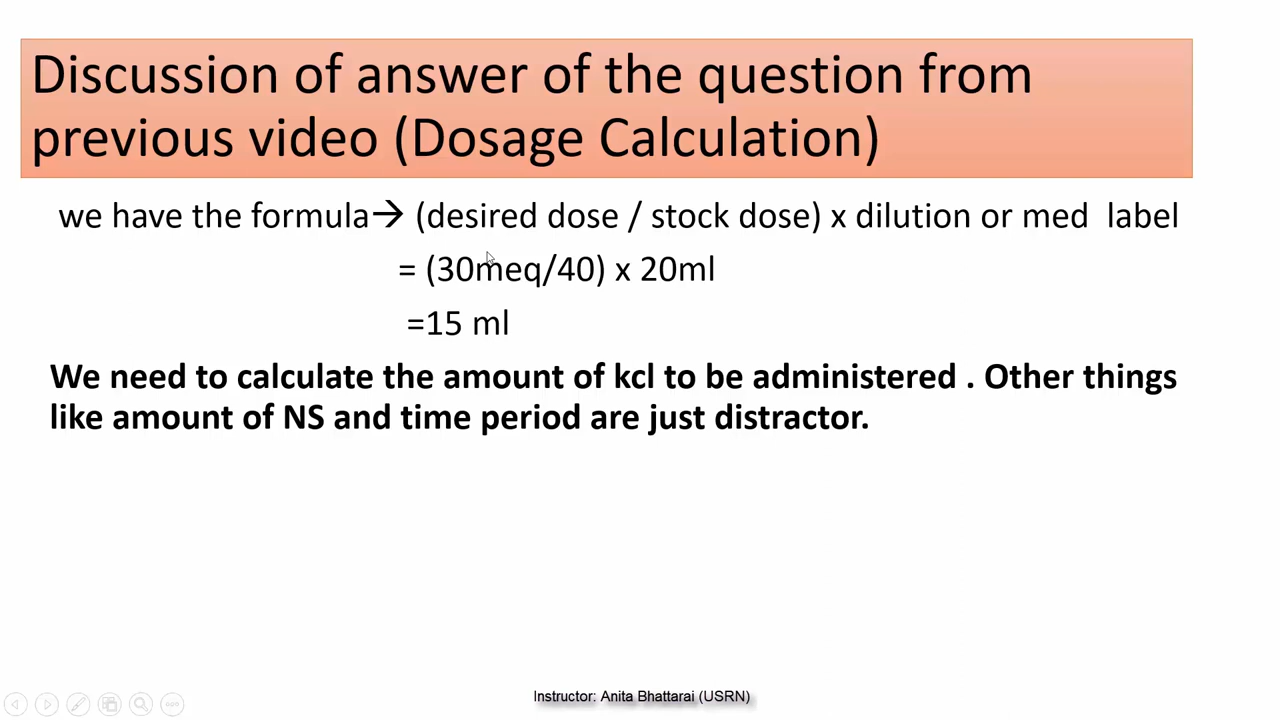 Discussion of answer of the question from
previous video (Dosage Calculation)
we have the formula→ (desired dose / stock dose) x dilution or med label
= (30meq/40) x 20ml
=15 ml
We need to calculate the amount of kcl to be administered . Other things
like amount of NS and time period are just distractor.
Instructor: Anita Bhattarai (USRN)